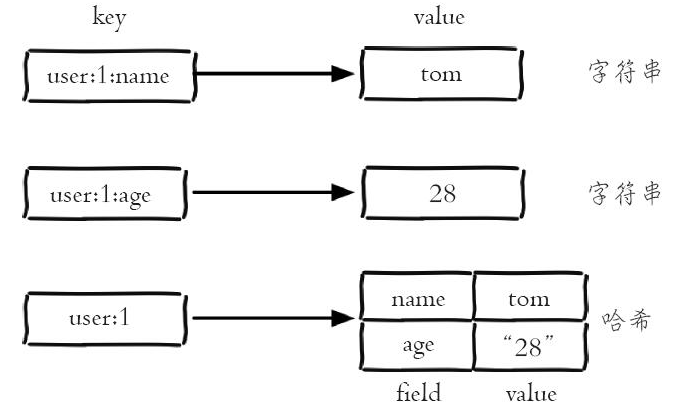 key value
user:1:name tom 字符串
user:1:age 28 字符串
name tom
user:1 哈希
age “28”
field value